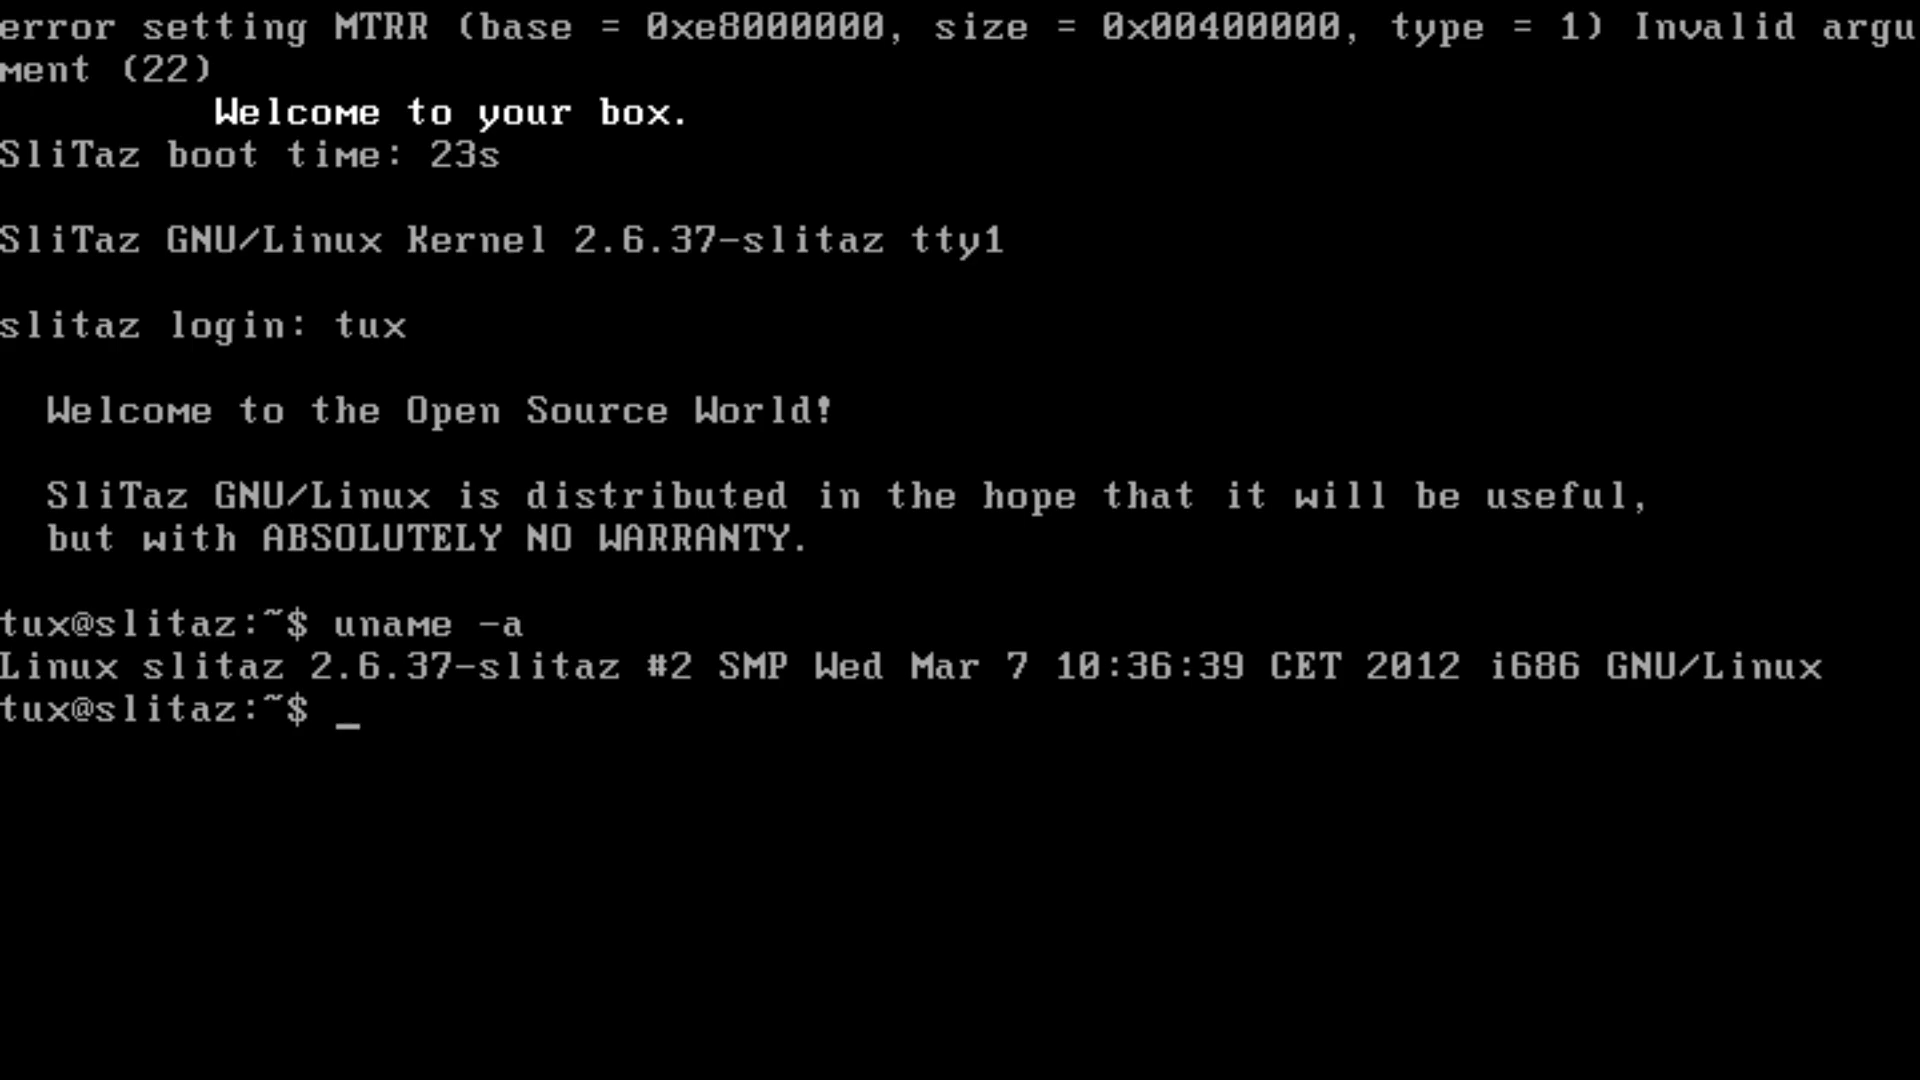 error setting MTRR (base = 0xe8000000, size = 0x00400000, type = 1) Invalid argu
ment (22)
Welcome to your box.
SliTaz boot time: 23s
SliTaz GNU/Linux Kernel 2.6.37-slitaz tty1
slitaz login: tux
Welcome to the Open Source World!
SliTaz GNU/Linux is distributed in the hope that it will be useful,
but with ABSOLUTELY NO WARRANTY.
tux@slitaz:~$ uname -a
Linux slitaz 2.6.37-slitaz #2 SMP Wed Mar 7 10:36:39 CET 2012 i686 GNU/Linux
tux@slitaz:~$ _